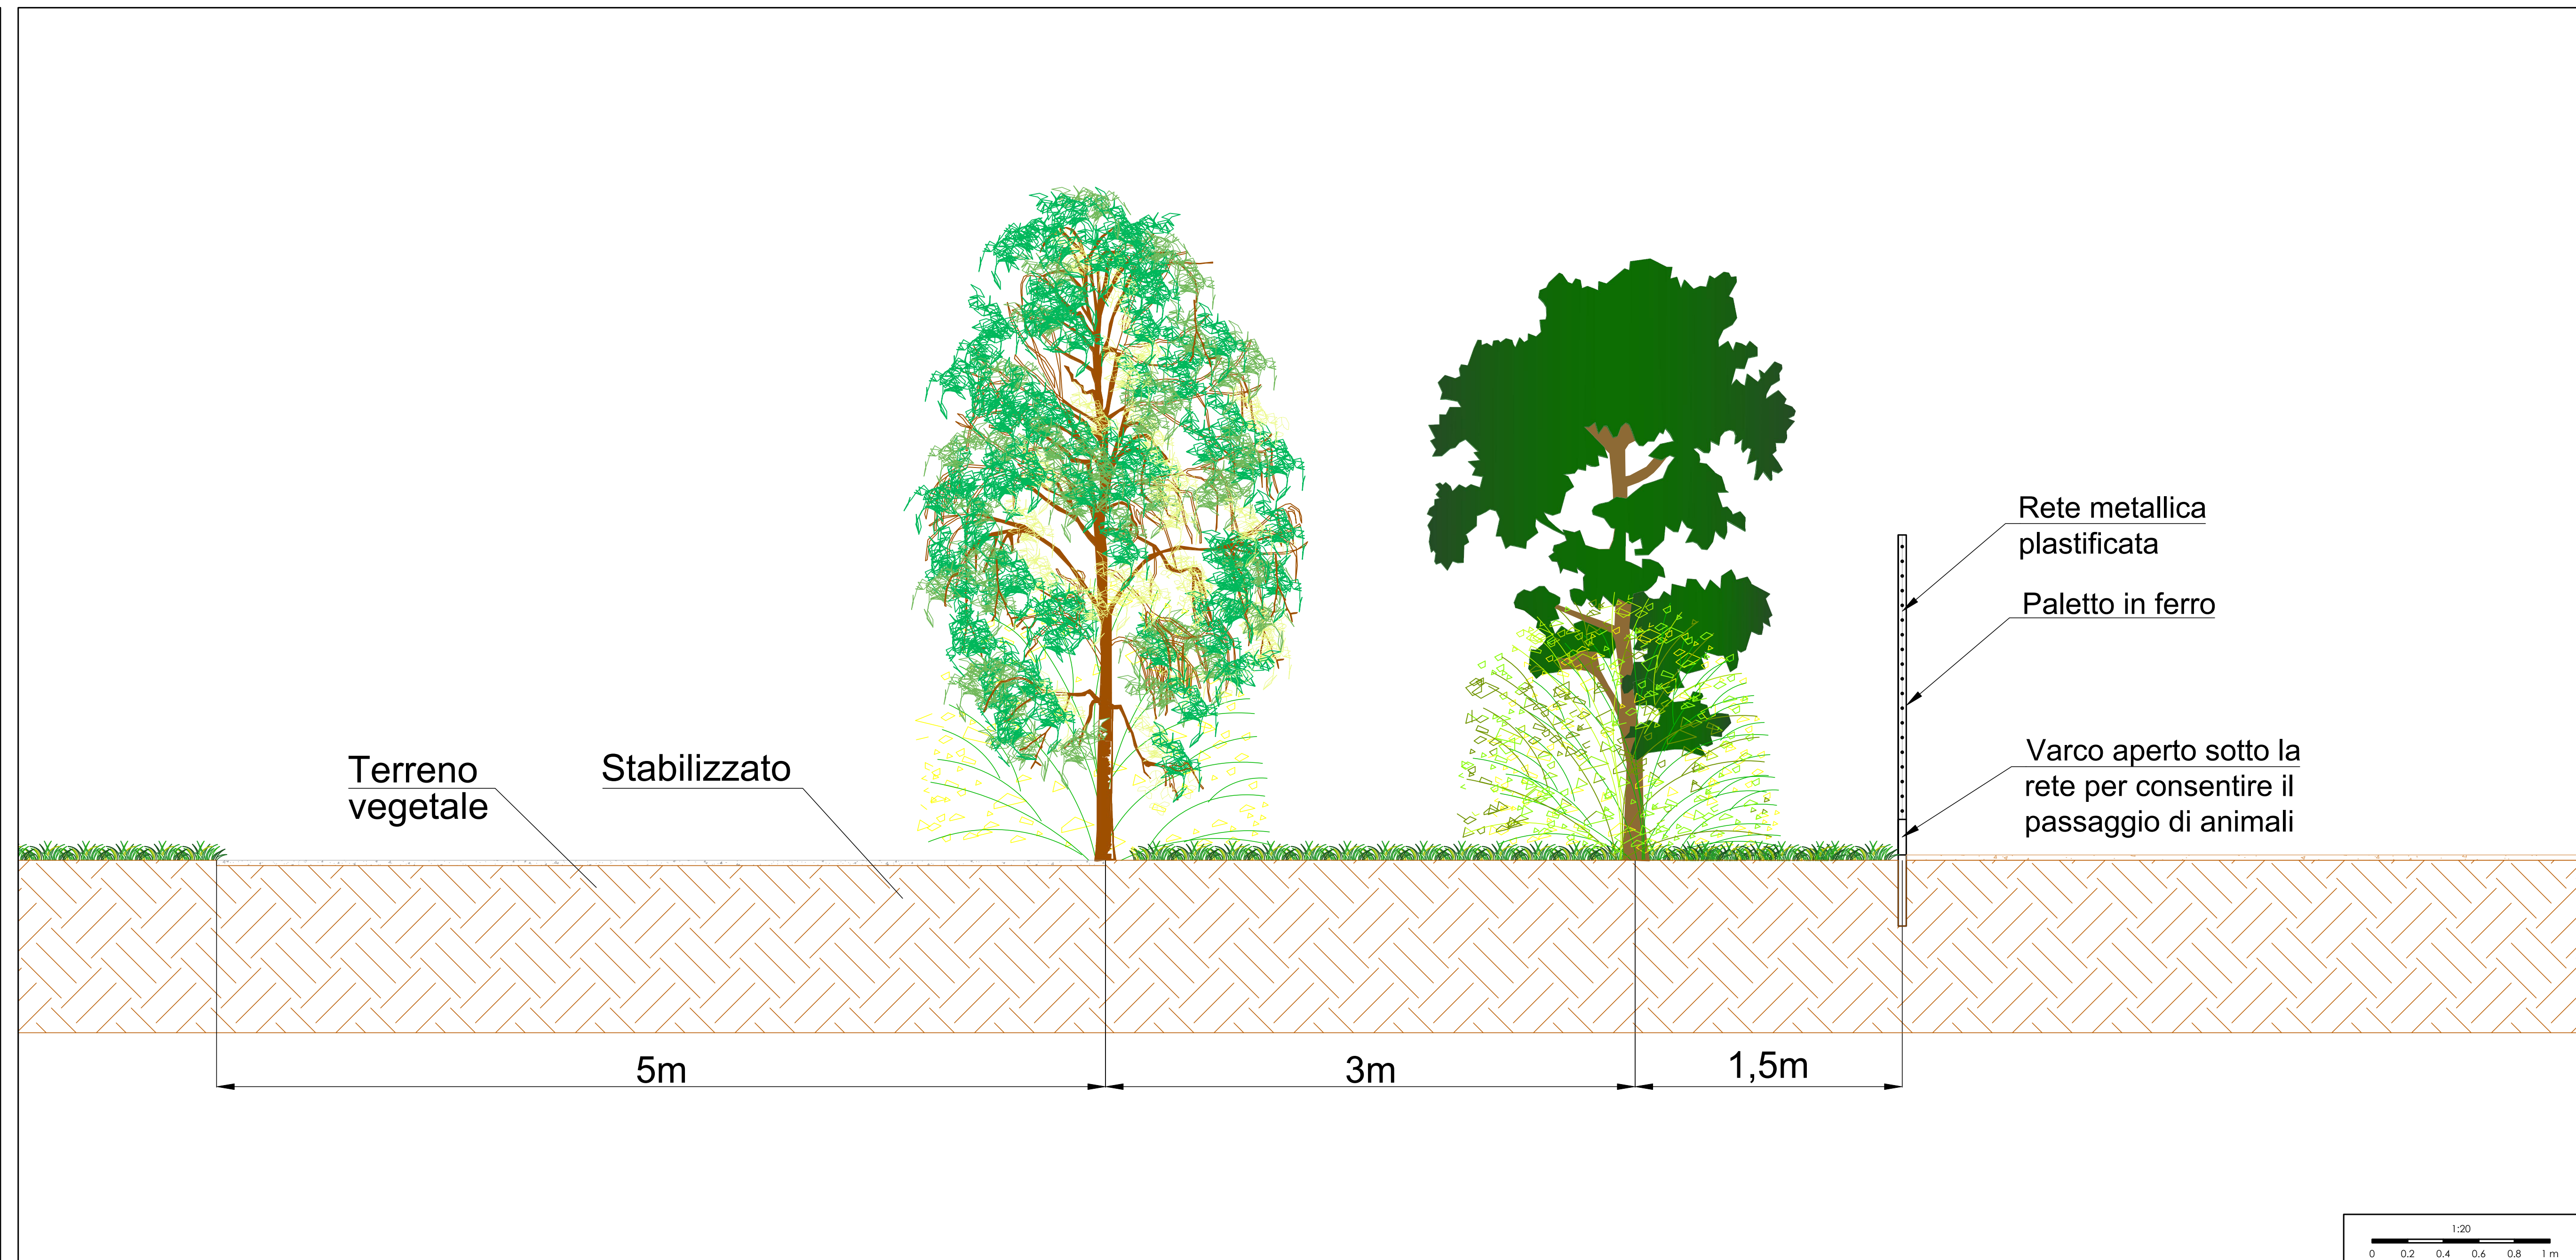 Rete metallica
plastificata
Paletto in ferro
Varco aperto sotto la
rete per consentire il
passaggio di animali
Terreno
vegetale
Stabilizzato
5m
3m
1,5m
1:20
0 0.2 0.4 0.6 0.8 1 m